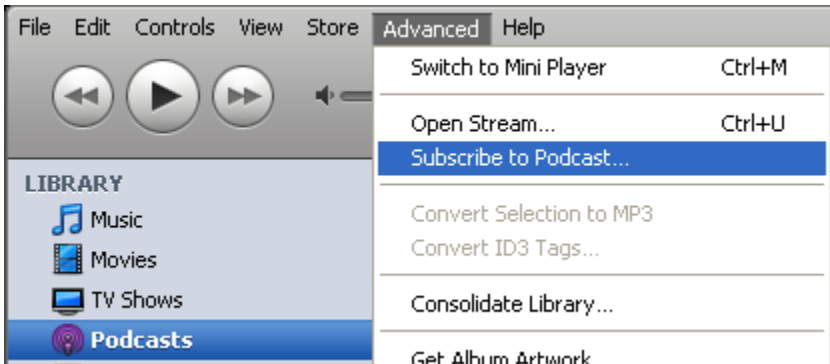 File Edit Controls View Store Advanced Help
Switch to Mini Player Ctrl+M
Open Stream... Ctrl+U
Subscribe to Podcast...
Convert Selection to MP3
Convert ID3 Tags...
Consolidate Library...
Get Album Artwork
LIBRARY
Music
Movies
TV Shows
Podcasts